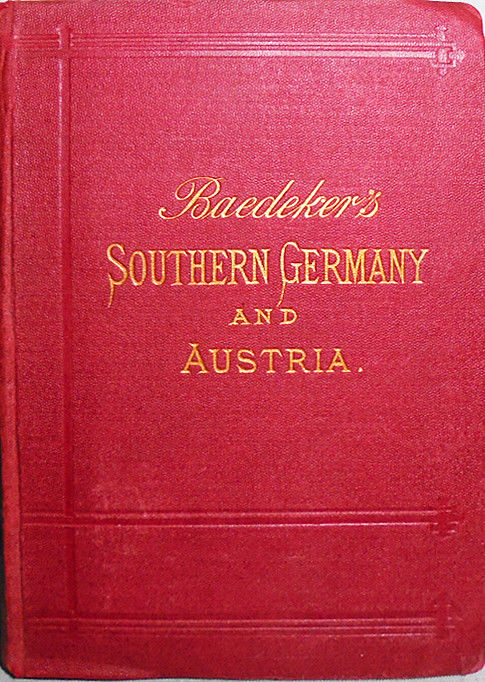 Baedeker's
SOUTHERN GERMANY
AND
AUSTRIA.